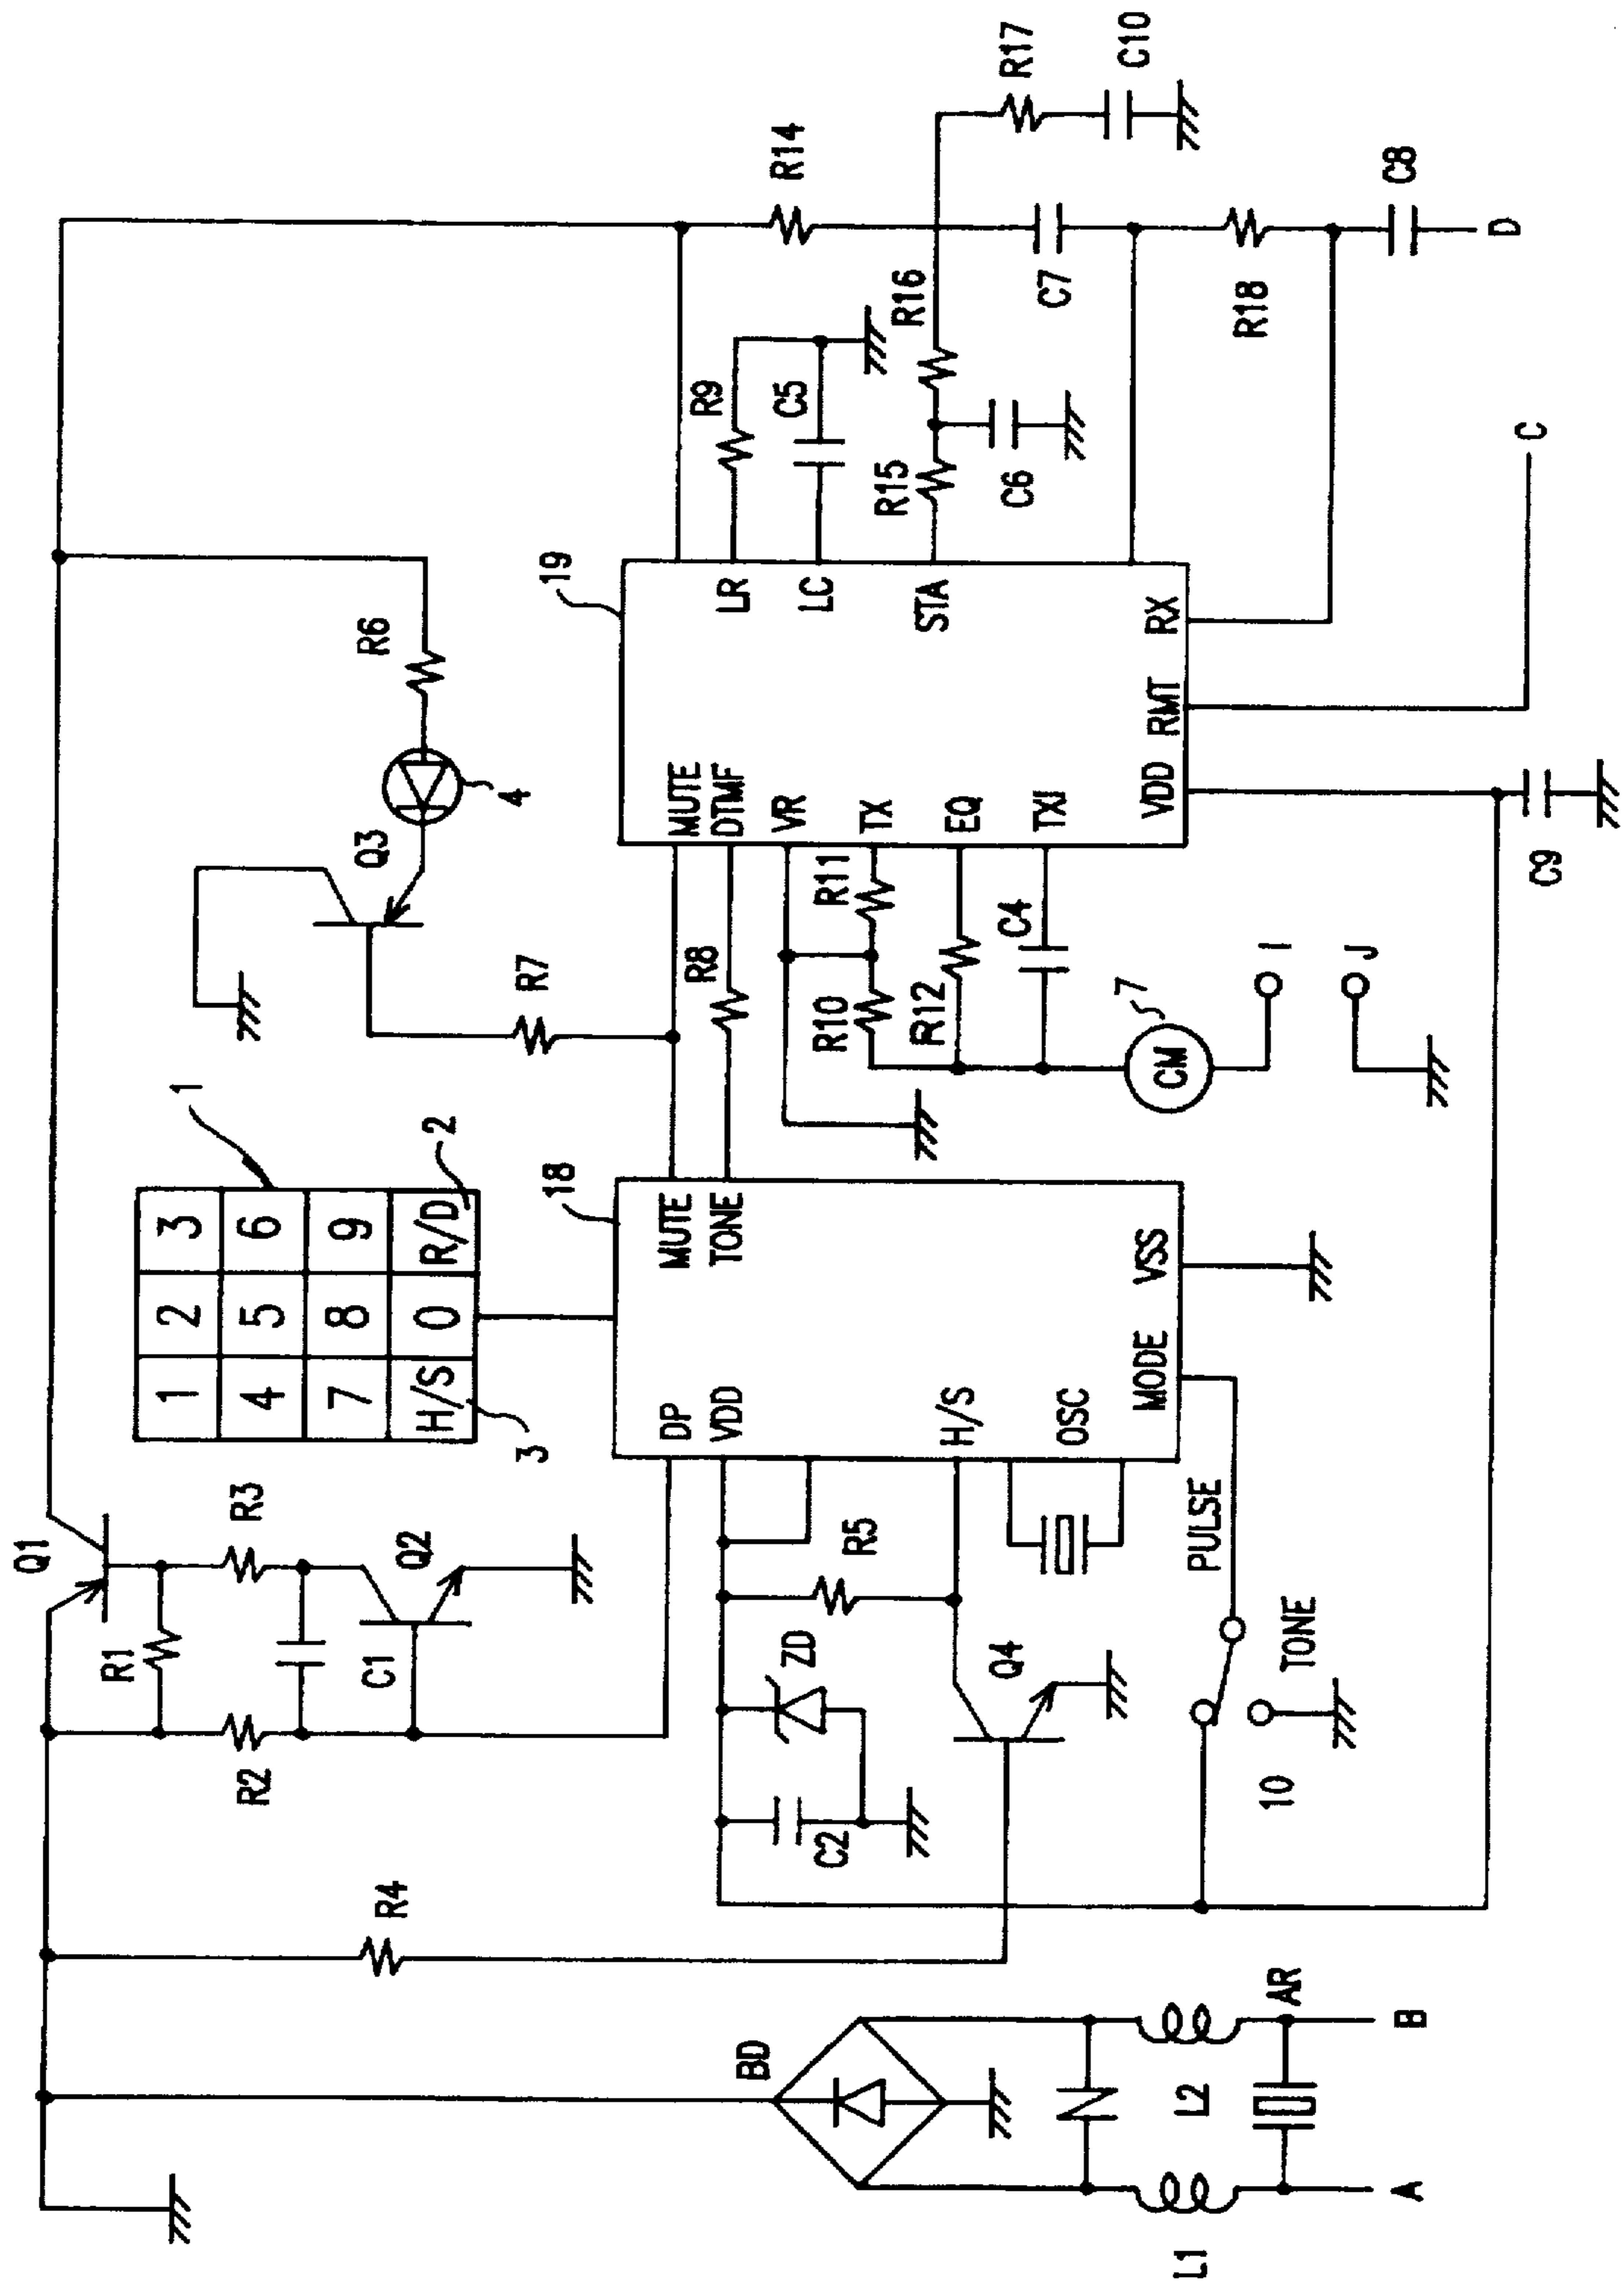 Q1
R1
R3
R2
C1
Q2
R4
1 2 3
4 5 6
7 8 9
H/S 0 R/D
1
2
3
Q3
4
R6
R7
BD
C2
ZD
R5
Q4
18
DP
VDD
H/S
OSC
MODE
VSS
MUTE
TONE
R8
19
MUTE
DTMF
VR
TX
EQ
TXI
VDD
RMT
RX
LR
LC
STA
R9
C5
R14
R15
R16
C6
C7
R17
C10
R18
C8
D
C
R10
R11
R12
C4
CM
7
I
J
C9
PULSE
TONE
10
L1
L2
AR
A
B